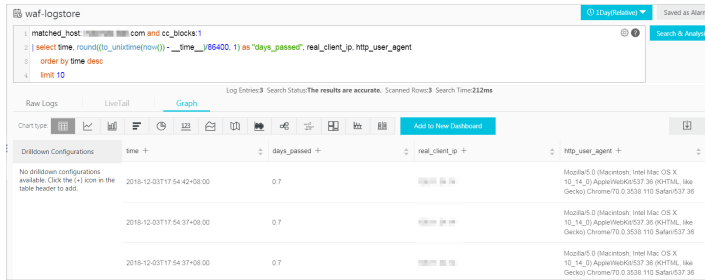 waf-logstore
1Day(Relative)
Saved as Alarm
1 matched_host: .com and cc_blocks:1
Search & Analysis
2 | select time, round((to_unixtime(now()) - __time__)/86400, 1) as "days_passed", real_client_ip, http_user_agent
3 order by time desc
4 limit 10
Log Entries:3 Search Status:The results are accurate. Scanned Rows:3 Search Time:212ms
Raw Logs LiveTail Graph
Chart type: 123 Add to New Dashboard
Drilldown Configurations time + days_passed + real_client_ip + http_user_agent +
No drilldown configurations
available. Click the (+) icon in the
table header to add.
2018-12-03T17:54:42+08:00 0.7
Mozilla/5.0 (Macintosh; Intel Mac OS X
10_14_0) AppleWebKit/537.36 (KHTML, like
Gecko) Chrome/70.0.3538.110 Safari/537.36
2018-12-03T17:54:37+08:00 0.7
Mozilla/5.0 (Macintosh; Intel Mac OS X
10_14_0) AppleWebKit/537.36 (KHTML, like
Gecko) Chrome/70.0.3538.110 Safari/537.36
2018-12-03T17:54:37+08:00 0.7
Mozilla/5.0 (Macintosh; Intel Mac OS X
10_14_0) AppleWebKit/537.36 (KHTML, like
Gecko) Chrome/70.0.3538.110 Safari/537.36